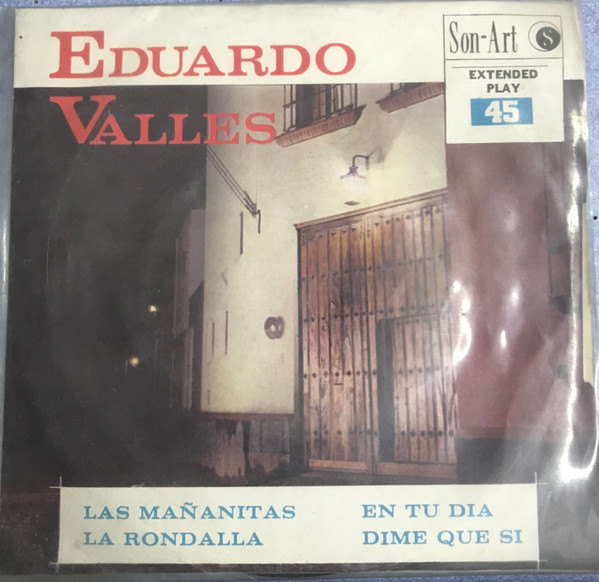 EDUARDO
VALLES
Son-Art S
EXTENDED
PLAY
45
LAS MAÑANITAS
LA RONDALLA
EN TU DIA
DIME QUE SI